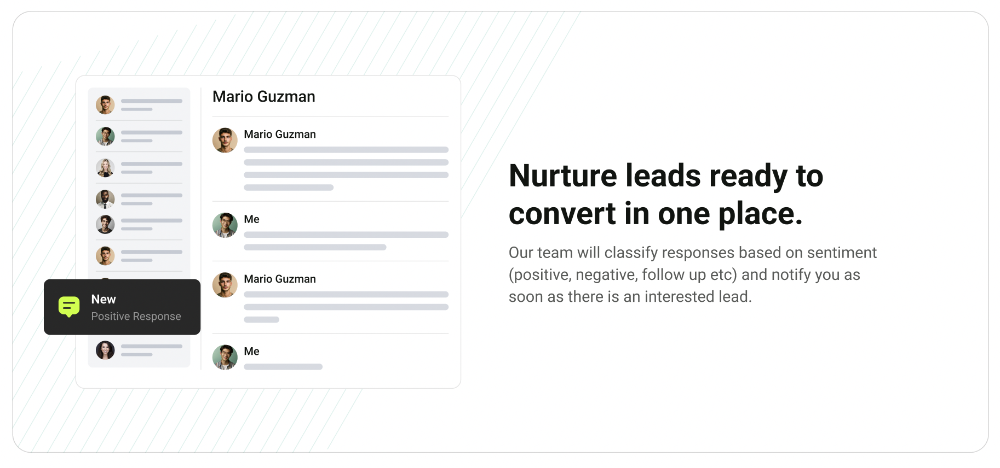 Mario Guzman
Mario Guzman
Me
Mario Guzman
Me
New
Positive Response
Nurture leads ready to
convert in one place.
Our team will classify responses based on sentiment
(positive, negative, follow up etc) and notify you as
soon as there is an interested lead.